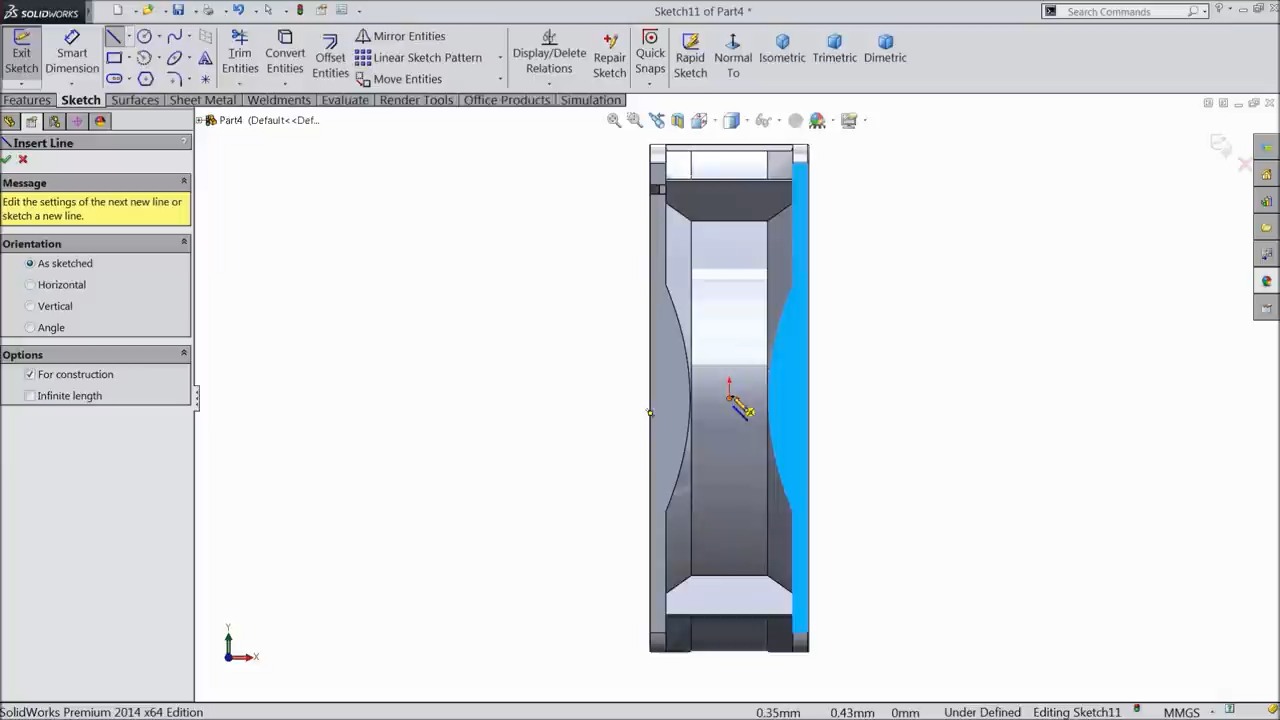 SOLIDWORKS
Sketch11 of Part4 *
Search Commands
Exit Sketch
Smart Dimension
Trim Entities
Convert Entities
Offset Entities
Mirror Entities
Linear Sketch Pattern
Move Entities
Display/Delete Relations
Repair Sketch
Quick Snaps
Rapid Sketch
Normal To
Isometric
Trimetric
Dimetric
Features
Sketch
Surfaces
Sheet Metal
Weldments
Evaluate
Render Tools
Office Products
Simulation
Part4 (Default<<Def...
Insert Line
?
Message
Edit the settings of the next new line or
sketch a new line.
Orientation
As sketched
Horizontal
Vertical
Angle
Options
For construction
Infinite length
Y
X
SolidWorks Premium 2014 x64 Edition
0.35mm
0.43mm
0mm
Under Defined
Editing Sketch11
MMGS